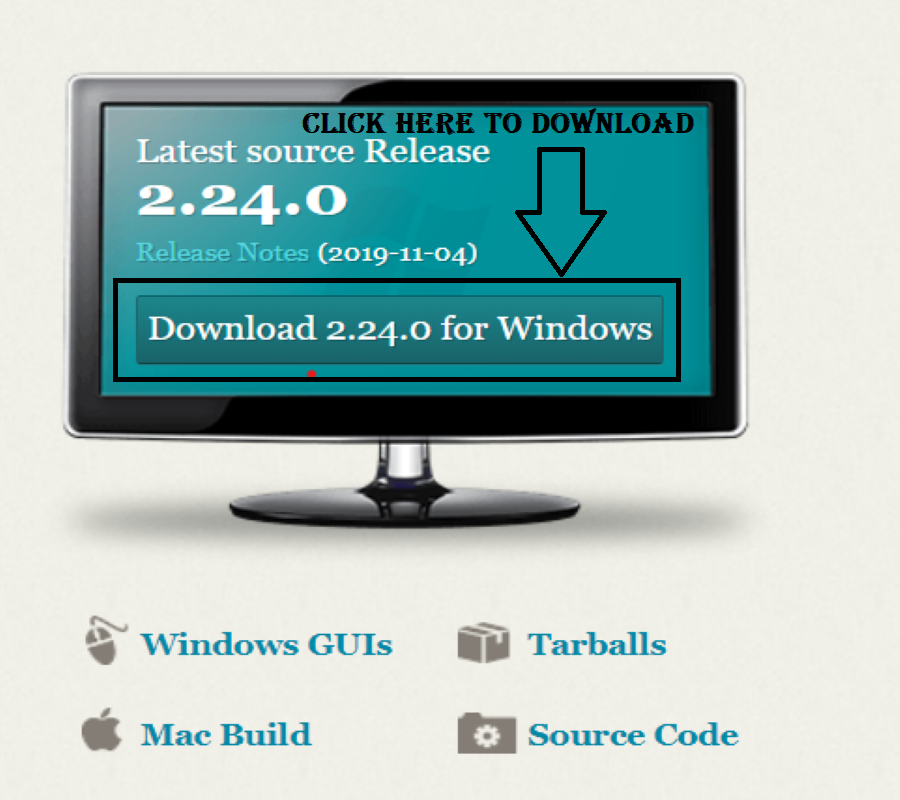 CLICK HERE TO DOWNLOAD
Latest source Release
2.24.0
Release Notes (2019-11-04)
Download 2.24.0 for Windows
Windows GUIs
Tarballs
Mac Build
Source Code